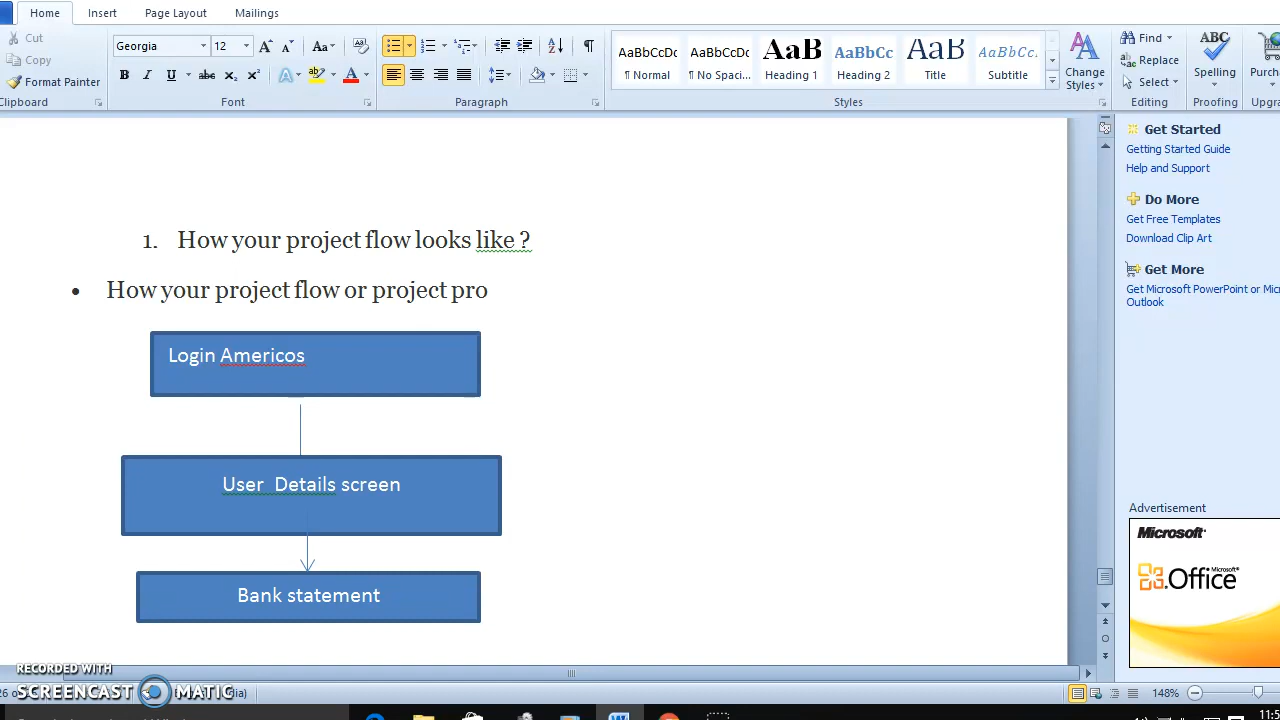 Home Insert Page Layout Mailings
Cut
Copy
Format Painter
Clipboard
Georgia 12
Font
Paragraph
AaBbCcDc AaBbCcDc AaB AaBbCc AaB AaBbCc.
¶ Normal ¶ No Spaci... Heading 1 Heading 2 Title Subtitle
Styles
Change
Styles
Find
Replace
Select
Editing
ABC
Spelling
Proofing
Get Started
Getting Started Guide
Help and Support
Do More
Get Free Templates
Download Clip Art
Get More
Get Microsoft PowerPoint or
Outlook
1. How your project flow looks like ?
• How your project flow or project pro
Login Americos
User Details screen
Bank statement
Advertisement
Microsoft
Office
Microsoft
RECORDED WITH
SCREENCAST MATIC
148%